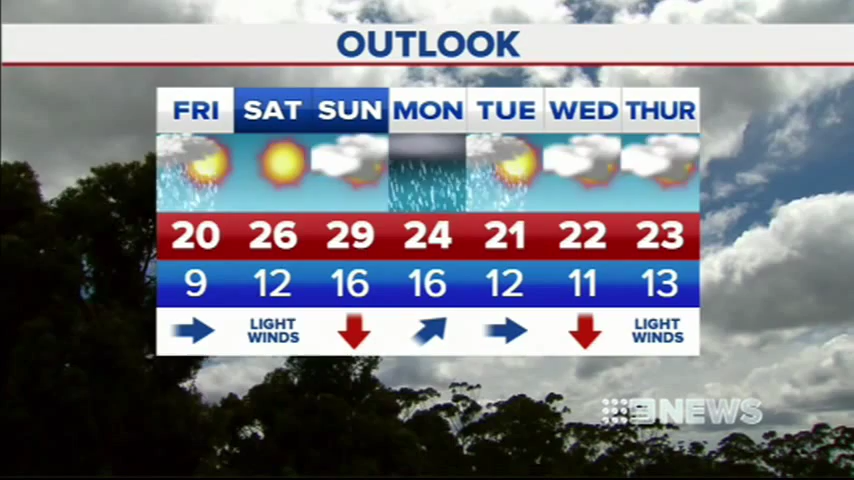 OUTLOOK
FRI SAT SUN MON TUE WED THUR
20 26 29 24 21 22 23
9 12 16 16 12 11 13
LIGHT WINDS LIGHT WINDS
9NEWS